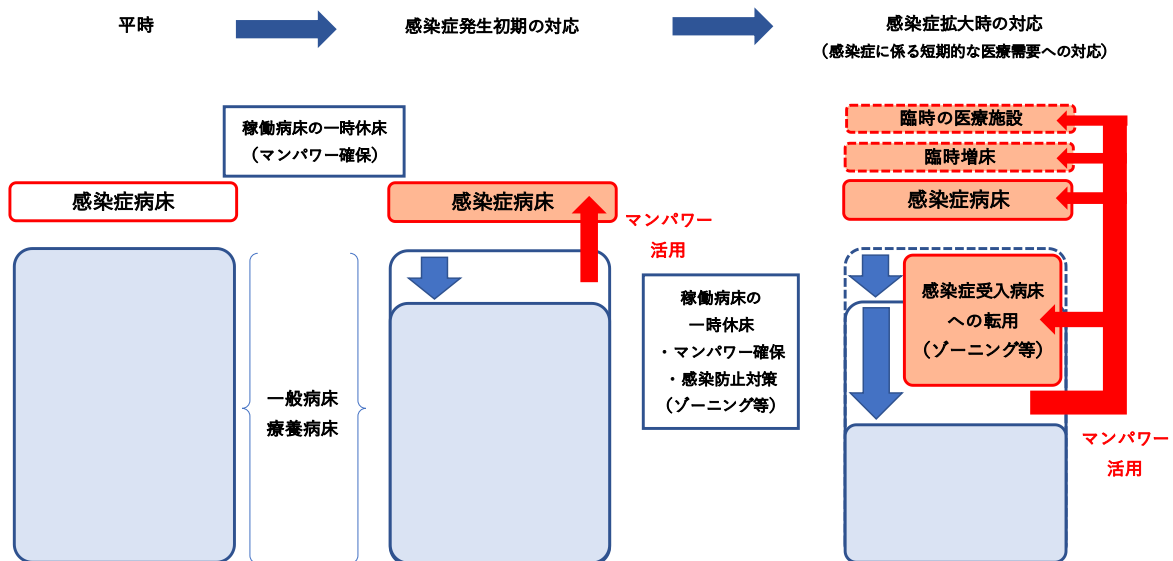 平時
感染症発生初期の対応
感染症拡大時の対応
（感染症に係る短期的な医療需要への対応）
稼働病床の一時休床
（マンパワー確保）
臨時の医療施設
臨時増床
感染症病床
感染症病床
感染症病床
マンパワー
活用
稼働病床の
一時休床
・マンパワー確保
・感染防止対策
（ゾーニング等）
感染症受入病床
への転用
（ゾーニング等）
一般病床
療養病床
マンパワー
活用